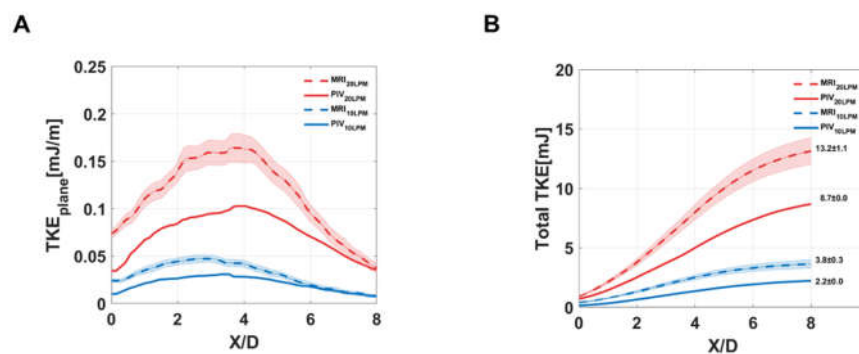 A
B
TKEplane[mJ/m]
0.25
0.2
0.15
0.1
0.05
0
0
2
4
6
8
X/D
MRI20LPM
PIV20LPM
MRI10LPM
PIV10LPM
Total TKE[mJ]
20
15
10
5
0
0
2
4
6
8
X/D
MRI20LPM
PIV20LPM
MRI10LPM
PIV10LPM
13.2±1.1
8.7±0.0
3.8±0.3
2.2±0.0